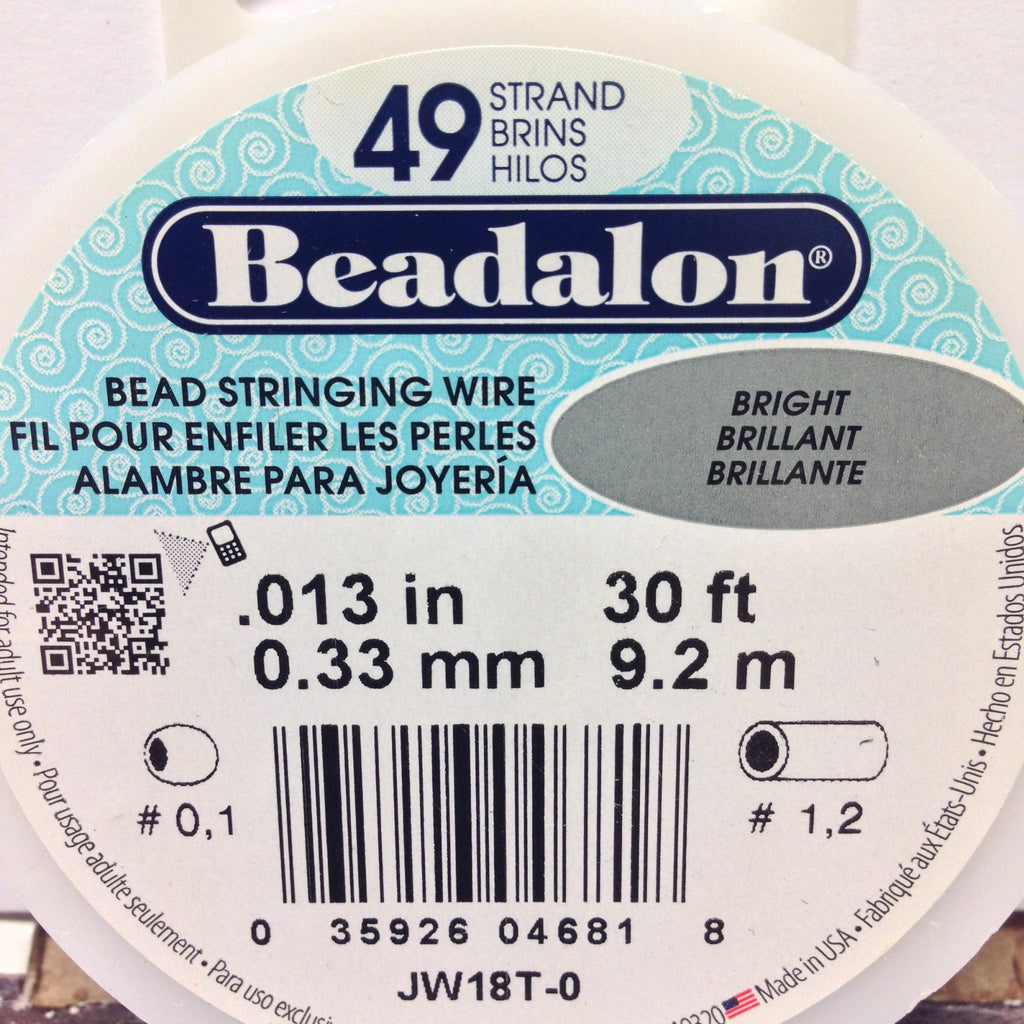 49
STRAND
BRINS
HILOS
Beadalon®
BEAD STRINGING WIRE
FIL POUR ENFILER LES PERLES
ALAMBRE PARA JOYERÍA
BRIGHT
BRILLANT
BRILLANTE
.013 in 30 ft
0.33 mm 9.2 m
# 0,1
# 1,2
0 35926 04681 8
JW18T-0
Intended for adult use only • Pour usage adulte seulement • Para uso
Made in USA • Fabriqué aux États-Unis • Hecho en Estados Unidos